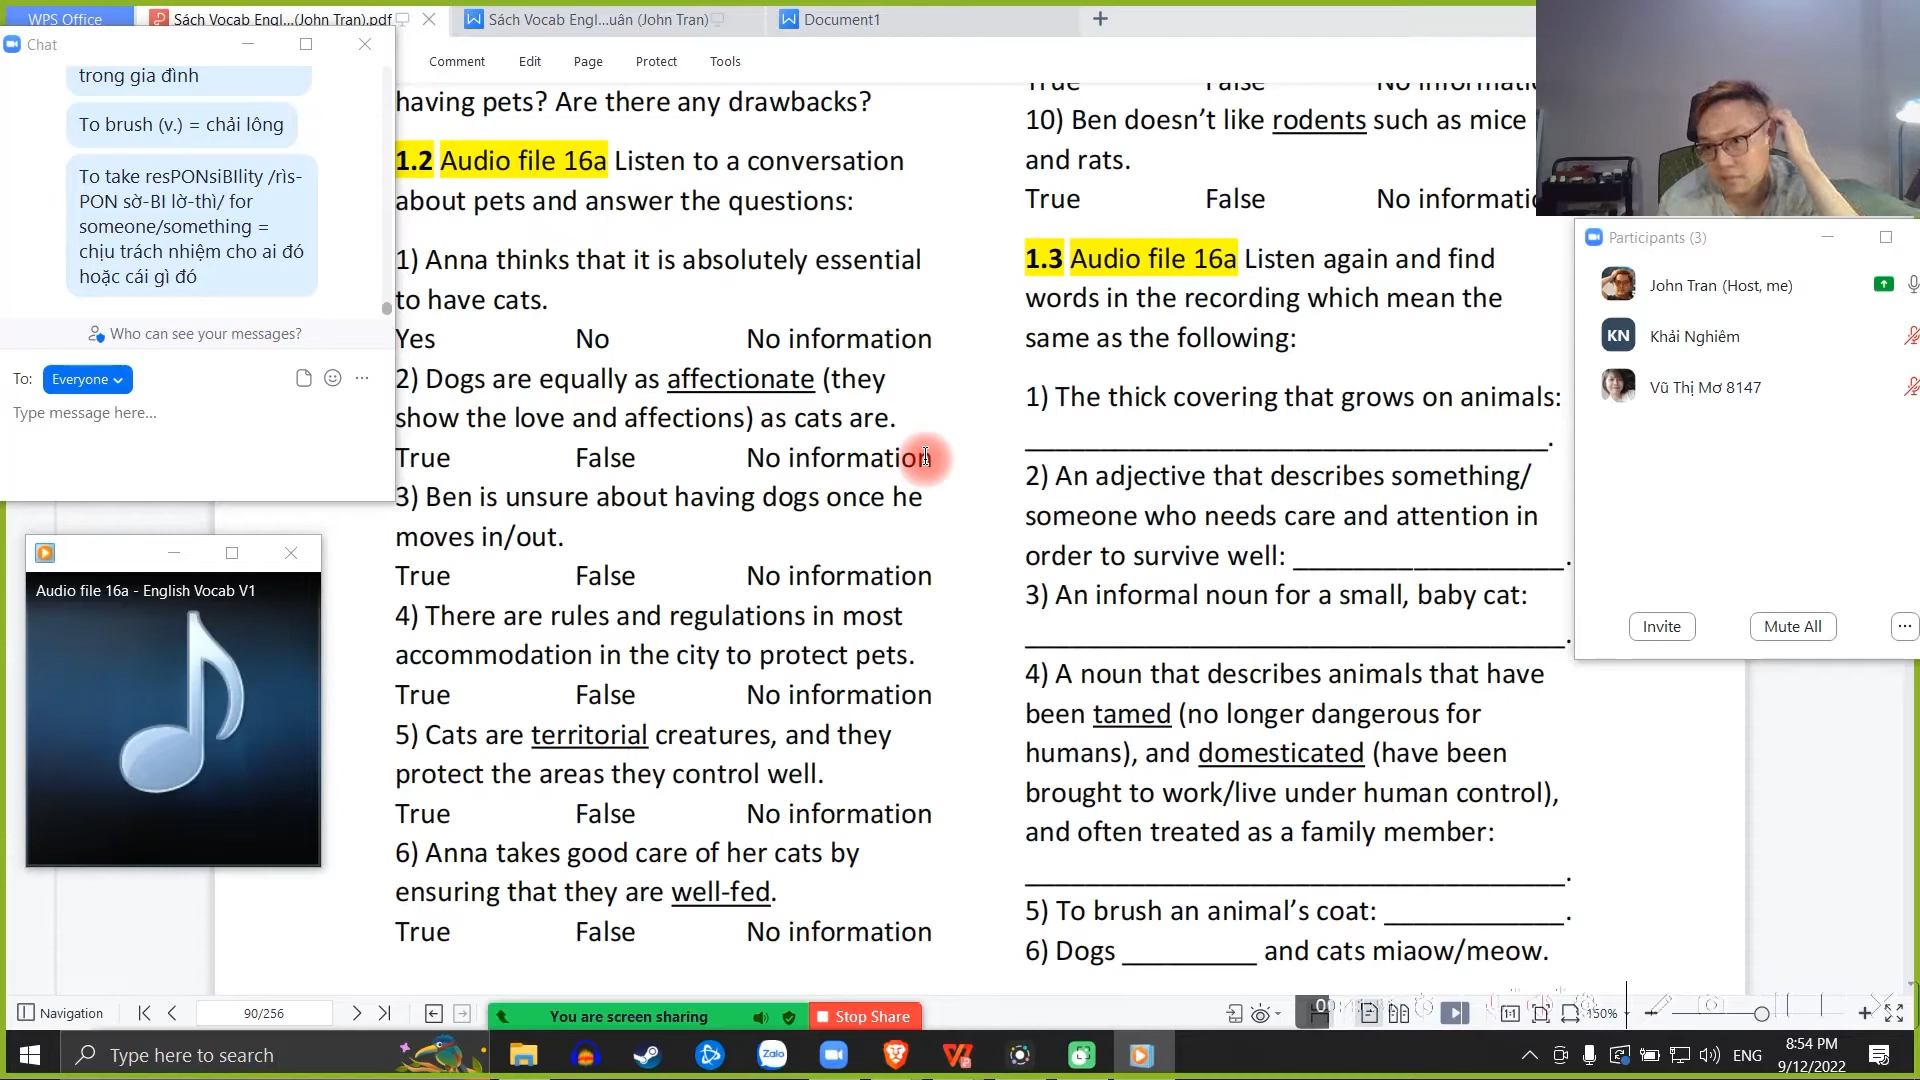 WPS Office
Sách Vocab Engl...(John Tran).pdf
Sách Vocab Engl...uân (John Tran)
Document1
Chat
trong gia đình
To brush (v.) = chải lông
To take resPONsiBIlity /rìs-
PON sờ-BI lờ-thì/ for
someone/something =
chịu trách nhiệm cho ai đó
hoặc cái gì đó
Who can see your messages?
To: Everyone
Type message here...
Comment Edit Page Protect Tools
having pets? Are there any drawbacks?
1.2 Audio file 16a Listen to a conversation
about pets and answer the questions:
1) Anna thinks that it is absolutely essential
to have cats.
Yes No No information
2) Dogs are equally as affectionate (they
show the love and affections) as cats are.
True False No information
3) Ben is unsure about having dogs once he
moves in/out.
True False No information
4) There are rules and regulations in most
accommodation in the city to protect pets.
True False No information
5) Cats are territorial creatures, and they
protect the areas they control well.
True False No information
6) Anna takes good care of her cats by
ensuring that they are well-fed.
True False No information
True False No information
10) Ben doesn’t like rodents such as mice
and rats.
True False No informatio
1.3 Audio file 16a Listen again and find
words in the recording which mean the
same as the following:
1) The thick covering that grows on animals:
___________________________________.
2) An adjective that describes something/
someone who needs care and attention in
order to survive well: __________________.
3) An informal noun for a small, baby cat:
____________________________________.
4) A noun that describes animals that have
been tamed (no longer dangerous for
humans), and domesticated (have been
brought to work/live under human control),
and often treated as a family member:
____________________________________.
5) To brush an animal’s coat: ____________.
6) Dogs _________ and cats miaow/meow.
Participants (3)
John Tran (Host, me)
KN Khải Nghiêm
Vũ Thị Mơ 8147
Invite Mute All
Audio file 16a - English Vocab V1
Navigation
90/256
You are screen sharing
Stop Share
150%
Type here to search
Zalo
ENG
8:54 PM
9/12/2022